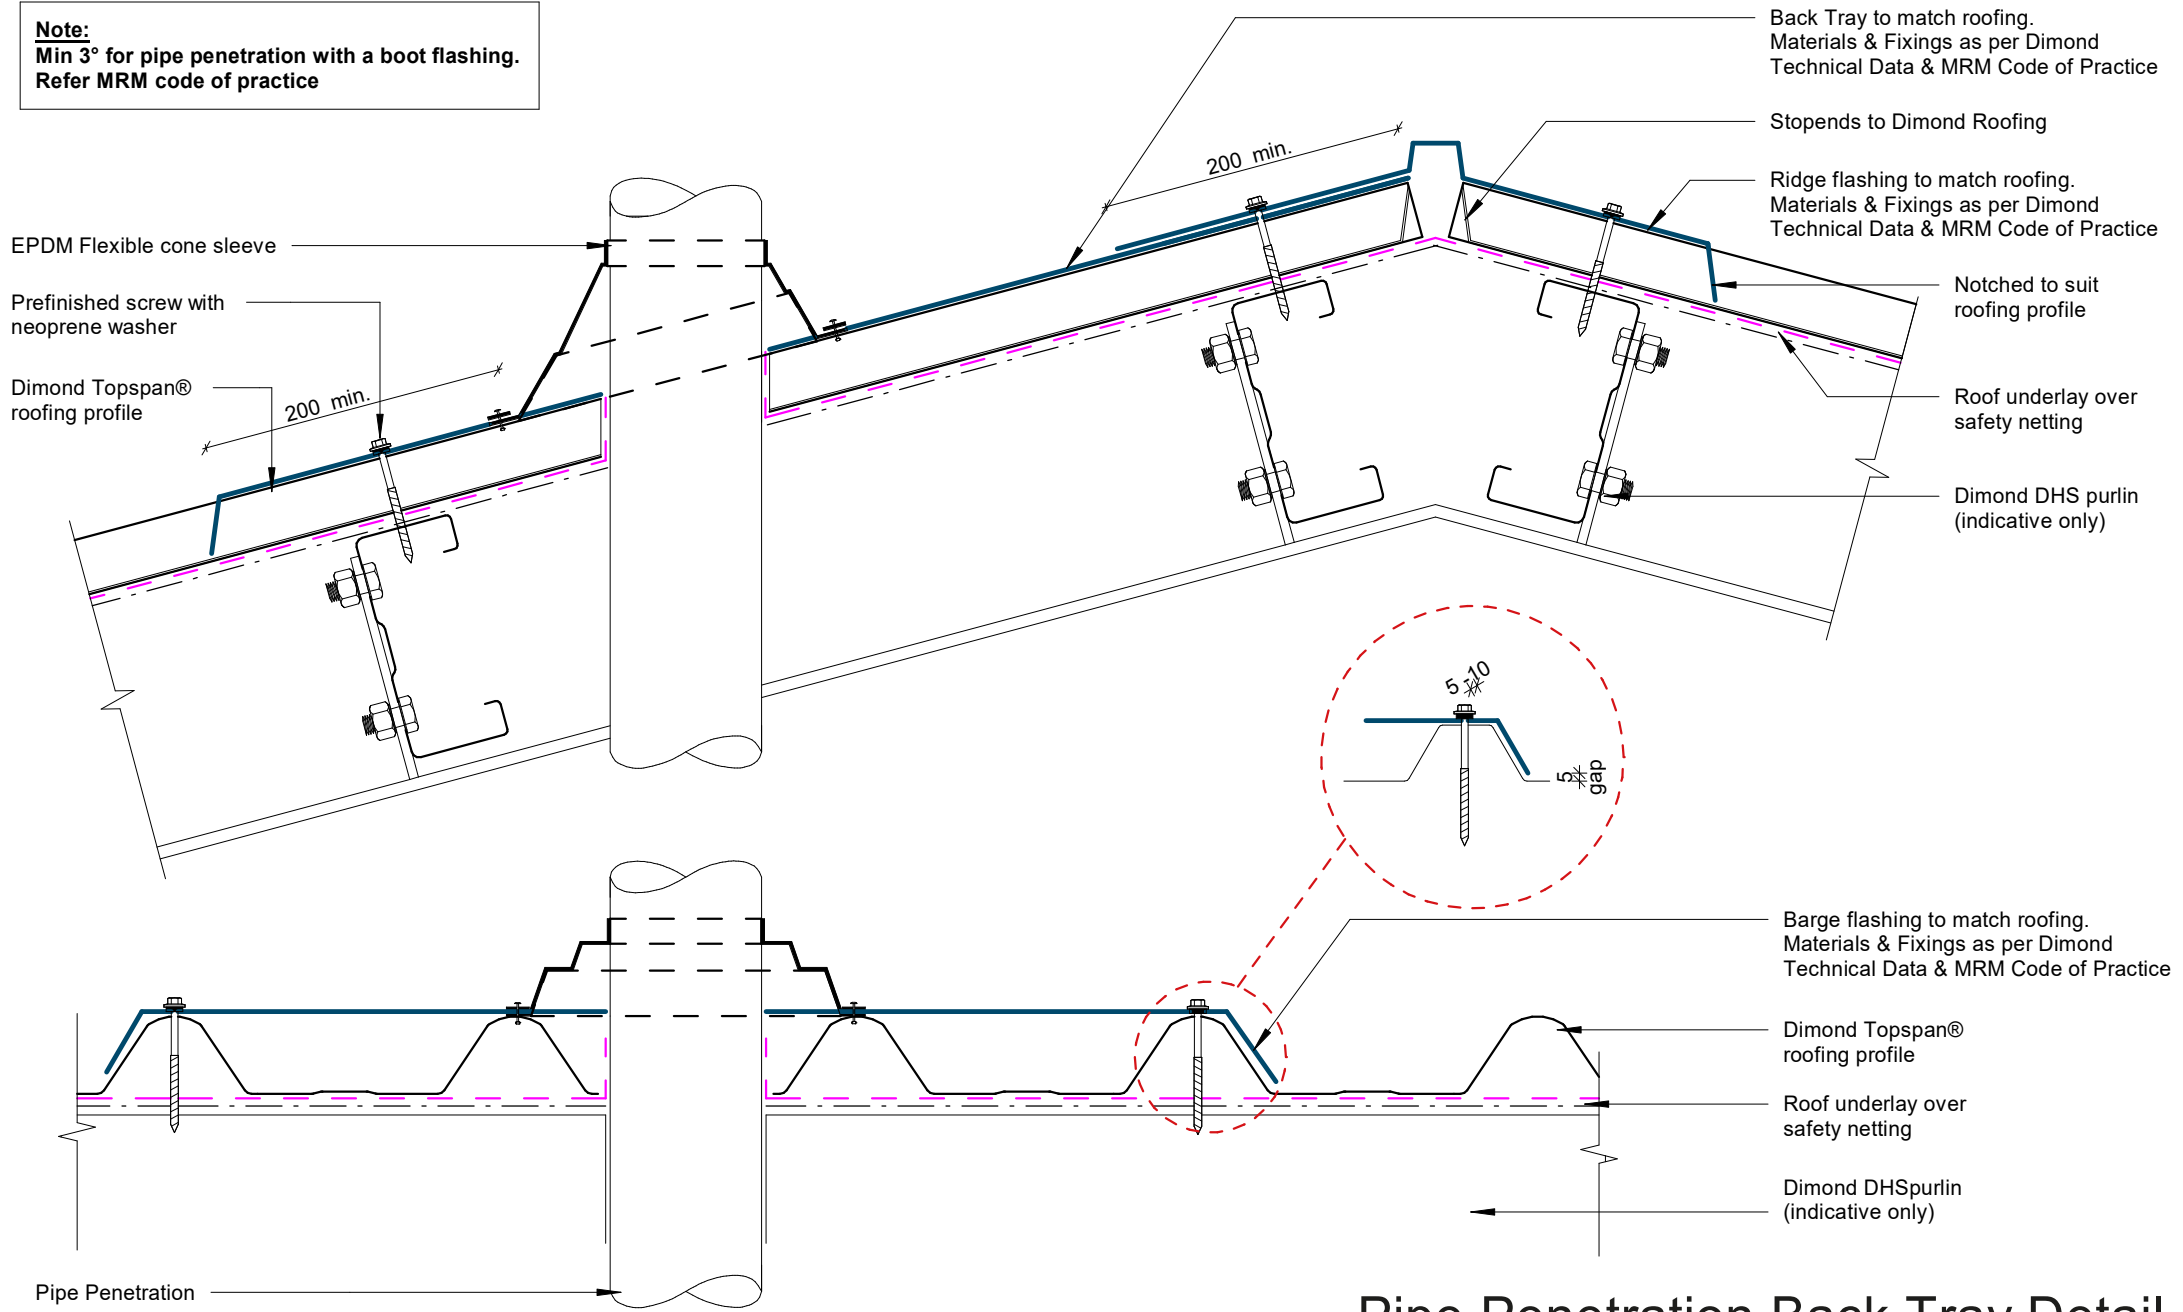 Note:
Min 3° for pipe penetration with a boot flashing.
Refer MRM code of practice
Back Tray to match roofing.
Materials & Fixings as per Dimond
Technical Data & MRM Code of Practice
Stopends to Dimond Roofing
200 min.
Ridge flashing to match roofing.
Materials & Fixings as per Dimond
Technical Data & MRM Code of Practice
EPDM Flexible cone sleeve
Prefinished screw with
neoprene washer
Notched to suit
roofing profile
Dimond Topspan®
roofing profile
200 min.
Roof underlay over
safety netting
Dimond DHS purlin
(indicative only)
5 -10
5
gap
Barge flashing to match roofing.
Materials & Fixings as per Dimond
Technical Data & MRM Code of Practice
Dimond Topspan®
roofing profile
Roof underlay over
safety netting
Dimond DHSpurlin
(indicative only)
Pipe Penetration
Pipe Penetration Back Tray Detail